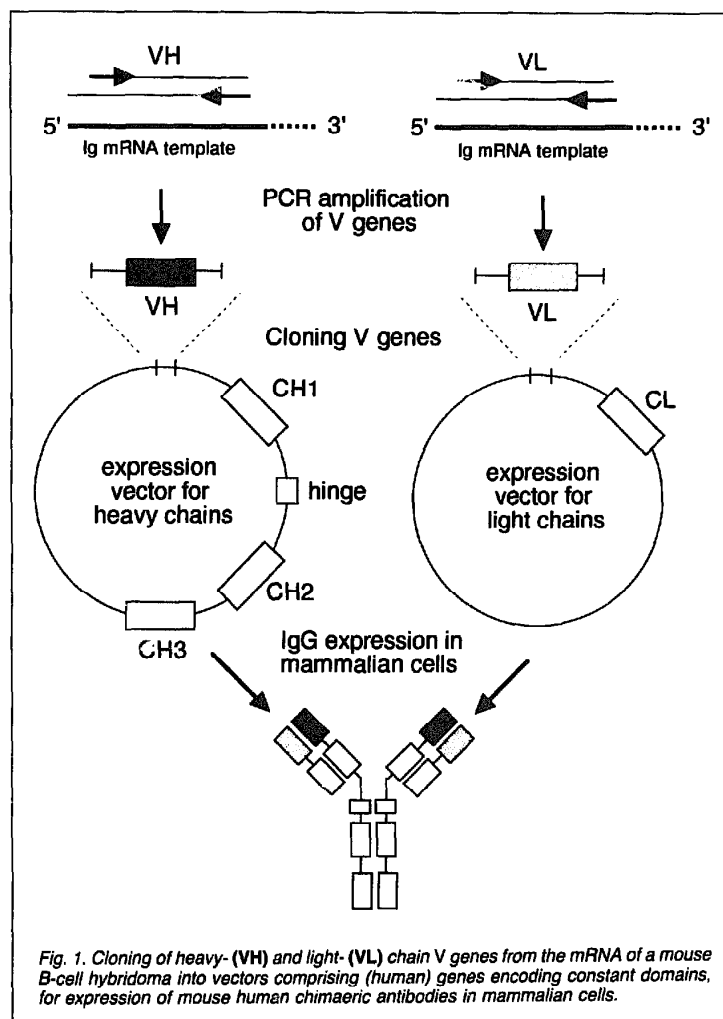 VH
VL
5'
3'
Ig mRNA template
5'
3'
Ig mRNA template
PCR amplification
of V genes
VH
VL
Cloning V genes
CH1
CL
expression
vector for
heavy chains
hinge
expression
vector for
light chains
CH2
CH3
IgG expression in
mammalian cells
Fig. 1. Cloning of heavy- (VH) and light- (VL) chain V genes from the mRNA of a mouse
B-cell hybridoma into vectors comprising (human) genes encoding constant domains,
for expression of mouse human chimaeric antibodies in mammalian cells.